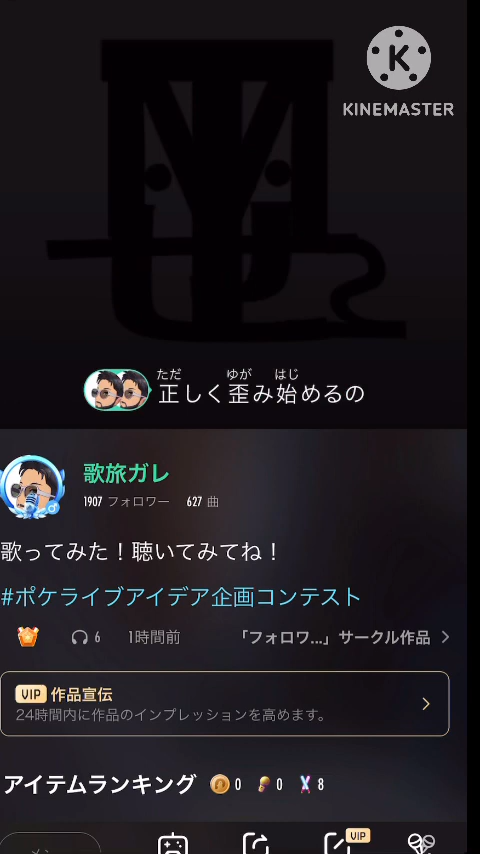 KINEMASTER
ただ ゆが はじ
正しく歪み始めるの
歌旅ガレ
1907 フォロワー 627 曲
歌ってみた！聴いてみてね！
#ポケライブアイデア企画コンテスト
6 1時間前 「フォロワ...」サークル作品
VIP 作品宣伝
24時間内に作品のインプレッションを高めます。
アイテムランキング 0 0 8
VIP